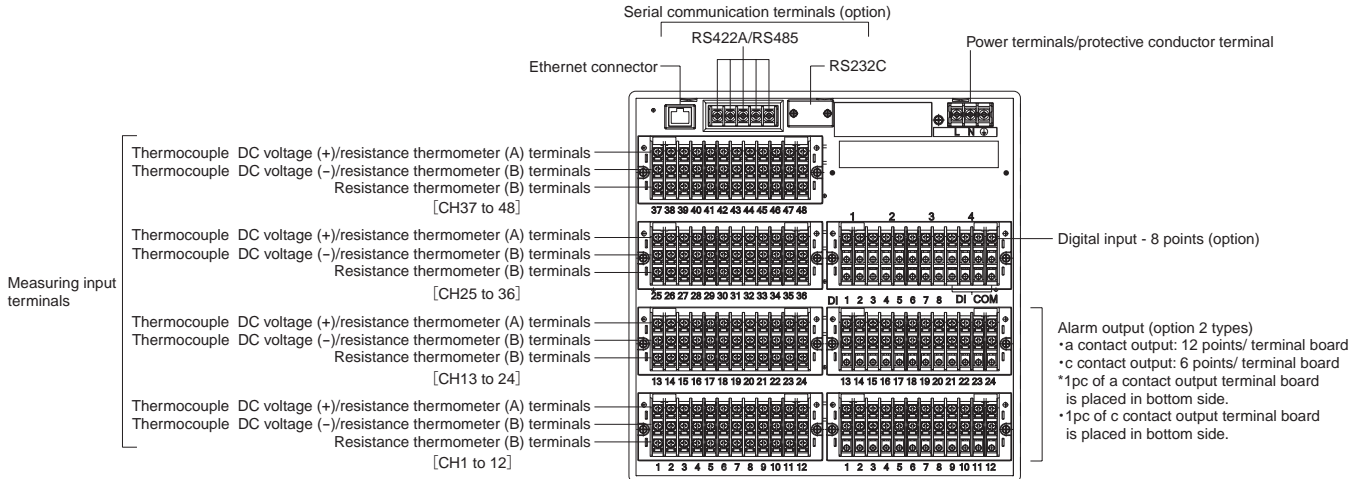 Serial communication terminals (option)
RS422A/RS485
Power terminals/protective conductor terminal
Ethernet connector
RS232C
L N
Measuring input
terminals
Thermocouple DC voltage (+)/resistance thermometer (A) terminals
Thermocouple DC voltage (−)/resistance thermometer (B) terminals
Resistance thermometer (B) terminals
[CH37 to 48]
37 38 39 40 41 42 43 44 45 46 47 48
1 2 3 4
Thermocouple DC voltage (+)/resistance thermometer (A) terminals
Thermocouple DC voltage (−)/resistance thermometer (B) terminals
Resistance thermometer (B) terminals
[CH25 to 36]
25 26 27 28 29 30 31 32 33 34 35 36
Digital input - 8 points (option)
DI 1 2 3 4 5 6 7 8 DI COM
Thermocouple DC voltage (+)/resistance thermometer (A) terminals
Thermocouple DC voltage (−)/resistance thermometer (B) terminals
Resistance thermometer (B) terminals
[CH13 to 24]
13 14 15 16 17 18 19 20 21 22 23 24
13 14 15 16 17 18 19 20 21 22 23 24
Alarm output (option 2 types)
・a contact output: 12 points/ terminal board
・c contact output: 6 points/ terminal board
*1pc of a contact output terminal board
is placed in bottom side.
・1pc of c contact output terminal board
is placed in bottom side.
Thermocouple DC voltage (+)/resistance thermometer (A) terminals
Thermocouple DC voltage (−)/resistance thermometer (B) terminals
Resistance thermometer (B) terminals
[CH1 to 12]
1 2 3 4 5 6 7 8 9 10 11 12
1 2 3 4 5 6 7 8 9 10 11 12